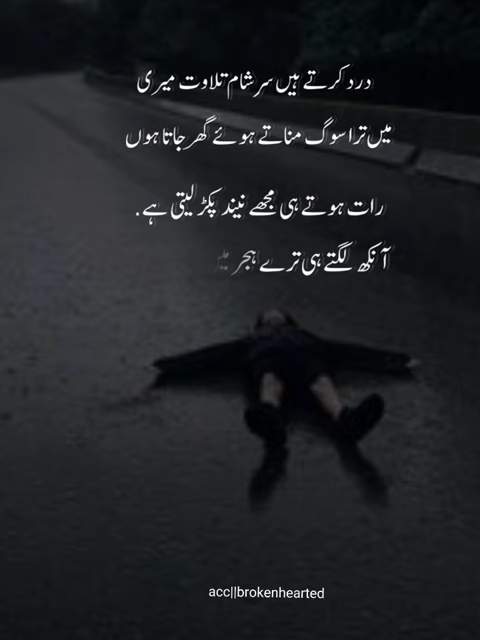 درد کرتے ہیں سرِ شام تلاوت میری
میں ترا سوگ مناتے ہوئے گھر جاتا ہوں
رات ہوتے ہی مجھے نیند پکڑ لیتی ہے .
آنکھ لگتے ہی ترے ہجر
acc||brokenhearted